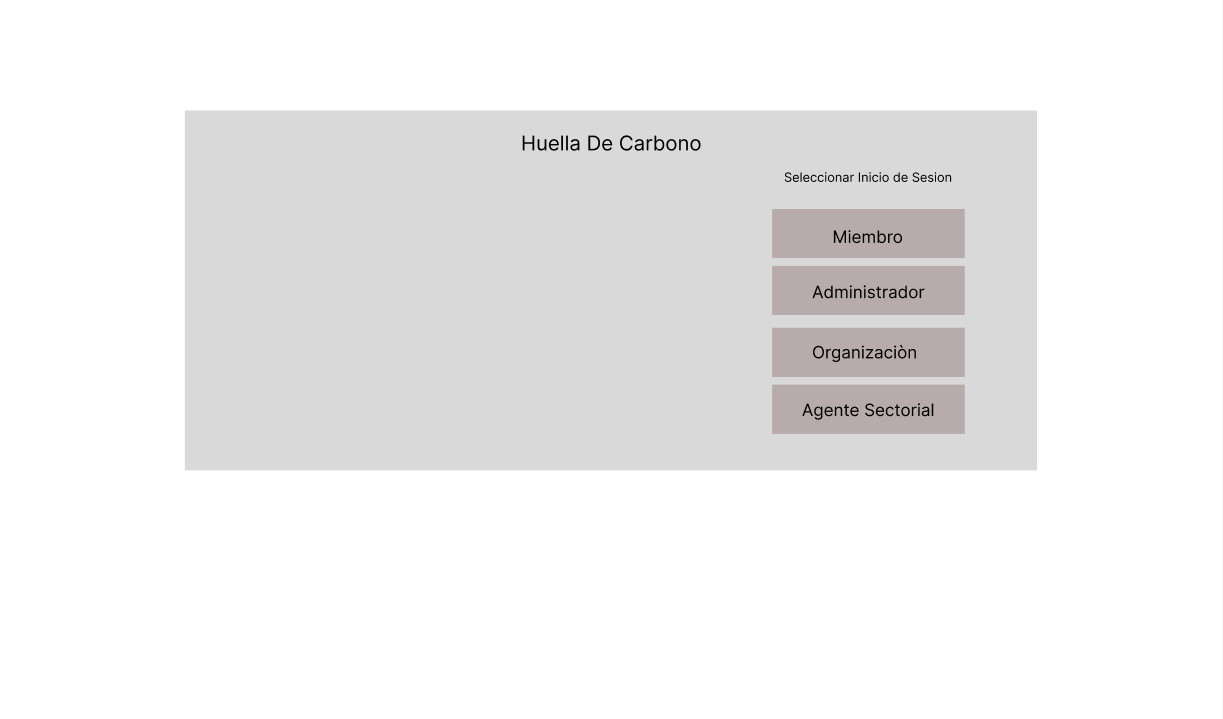 Huella De Carbono
Seleccionar Inicio de Sesion
Miembro
Administrador
Organizaciòn
Agente Sectorial